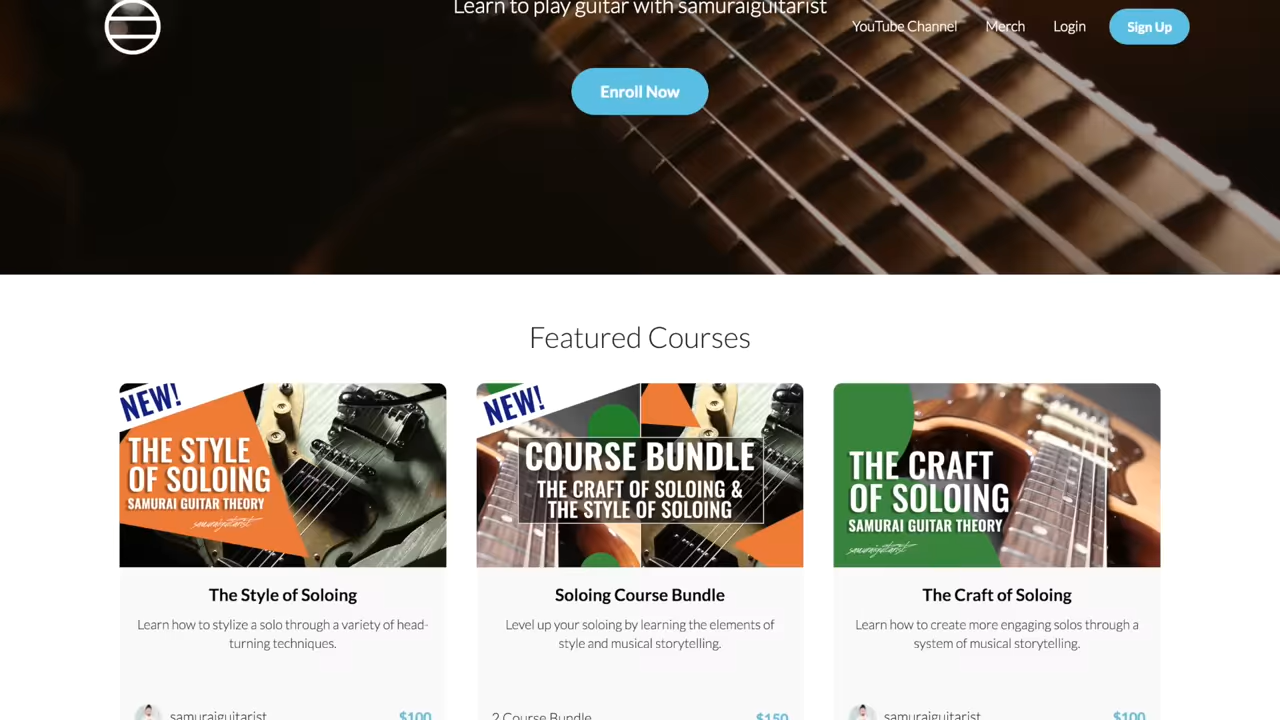 Learn to play guitar with samuraiguitarist
YouTube Channel
Merch
Login
Sign Up
Enroll Now
Featured Courses
NEW!
THE STYLE
OF SOLOING
SAMURAI GUITAR THEORY
samuraiguitarist
NEW!
COURSE BUNDLE
THE CRAFT OF SOLOING &
THE STYLE OF SOLOING
THE CRAFT
OF SOLOING
SAMURAI GUITAR THEORY
samuraiguitarist
The Style of Soloing
Learn how to stylize a solo through a variety of head-
turning techniques.
samuraiguitarist
$100
Soloing Course Bundle
Level up your soloing by learning the elements of
style and musical storytelling.
2 Course Bundle
$150
The Craft of Soloing
Learn how to create more engaging solos through a
system of musical storytelling.
samuraiguitarist
$100